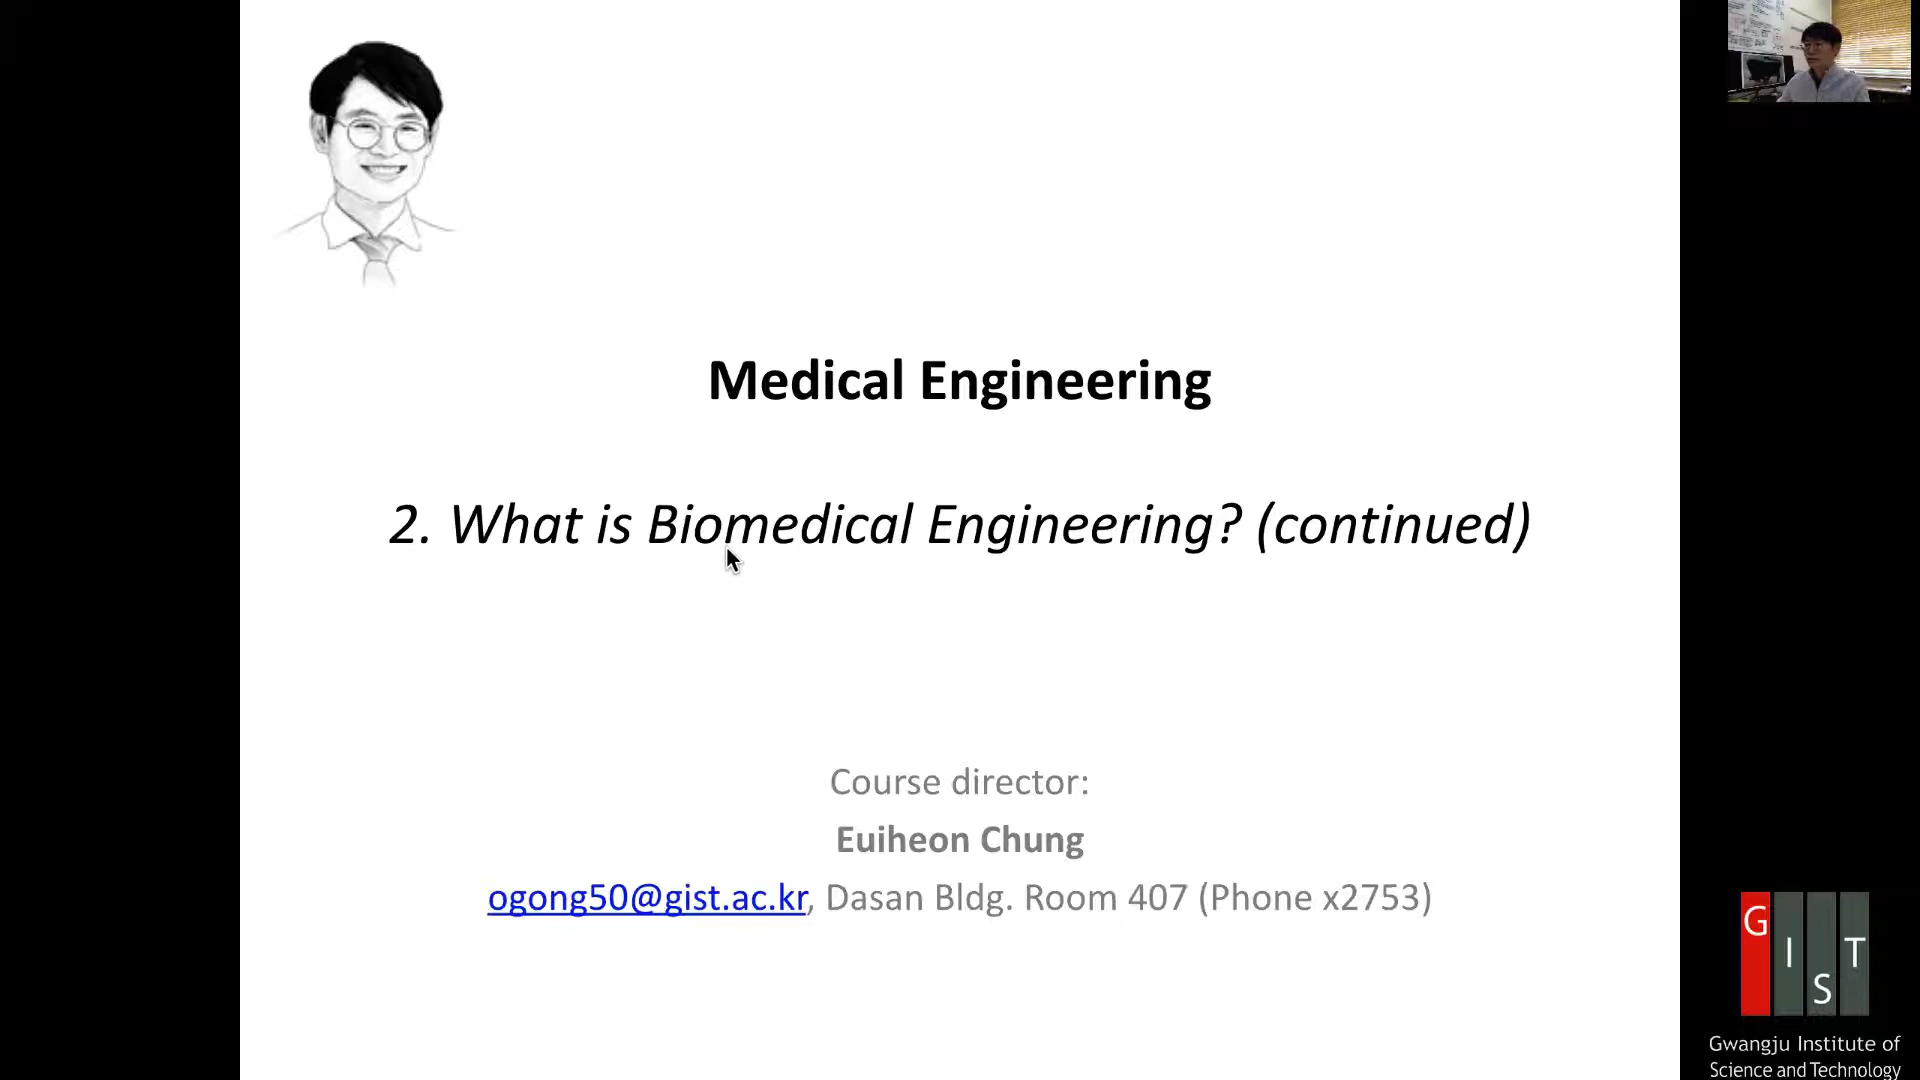 Medical Engineering
2. What is Biomedical Engineering? (continued)
Course director:
Euiheon Chung
ogong50@gist.ac.kr, Dasan Bldg. Room 407 (Phone x2753)
G I S T
Gwangju Institute of
Science and Technology